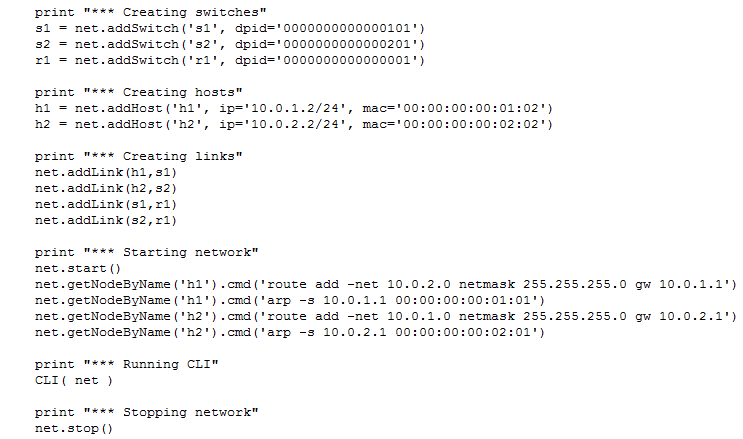 print "*** Creating switches"
s1 = net.addSwitch('s1', dpid='0000000000000101')
s2 = net.addSwitch('s2', dpid='0000000000000201')
r1 = net.addSwitch('r1', dpid='0000000000000001')
print "*** Creating hosts"
h1 = net.addHost('h1', ip='10.0.1.2/24', mac='00:00:00:00:01:02')
h2 = net.addHost('h2', ip='10.0.2.2/24', mac='00:00:00:00:02:02')
print "*** Creating links"
net.addLink(h1,s1)
net.addLink(h2,s2)
net.addLink(s1,r1)
net.addLink(s2,r1)
print "*** Starting network"
net.start()
net.getNodeByName('h1').cmd('route add -net 10.0.2.0 netmask 255.255.255.0 gw 10.0.1.1')
net.getNodeByName('h1').cmd('arp -s 10.0.1.1 00:00:00:00:01:01')
net.getNodeByName('h2').cmd('route add -net 10.0.1.0 netmask 255.255.255.0 gw 10.0.2.1')
net.getNodeByName('h2').cmd('arp -s 10.0.2.1 00:00:00:00:02:01')
print "*** Running CLI"
CLI( net )
print "*** Stopping network"
net.stop()